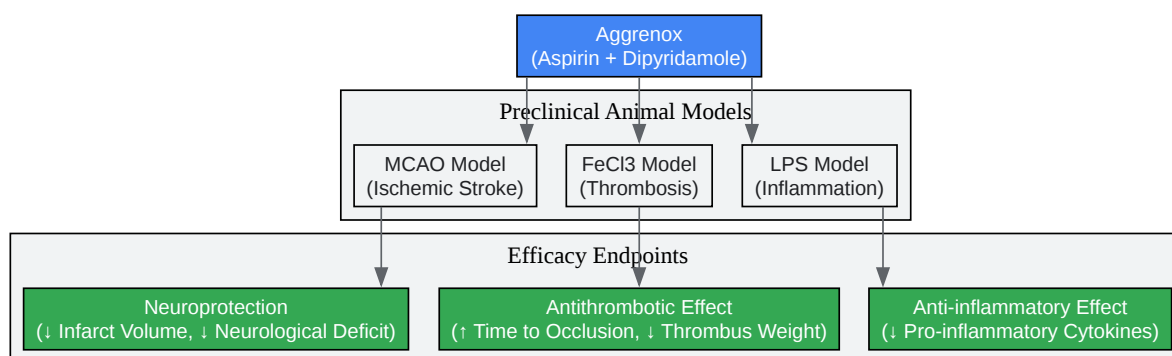 Aggrenox
(Aspirin + Dipyridamole)
Preclinical Animal Models
MCAO Model
(Ischemic Stroke)
FeCl3 Model
(Thrombosis)
LPS Model
(Inflammation)
Efficacy Endpoints
Neuroprotection
(↓ Infarct Volume, ↓ Neurological Deficit)
Antithrombotic Effect
(↑ Time to Occlusion, ↓ Thrombus Weight)
Anti-inflammatory Effect
(↓ Pro-inflammatory Cytokines)